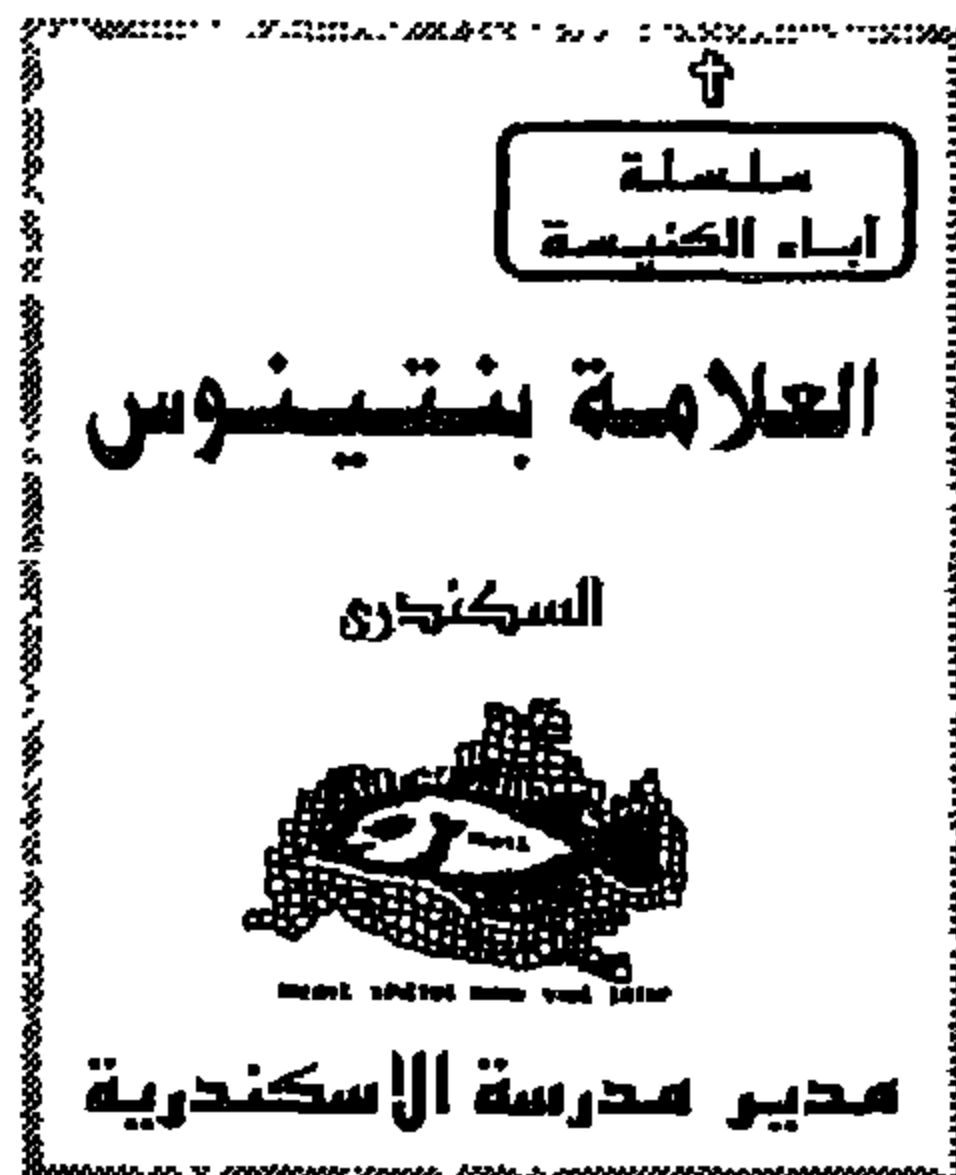 سلسلة
آباء الكنيسة
العلامة بنتينوس
السكندرى
مدير مدرسة الإسكندرية